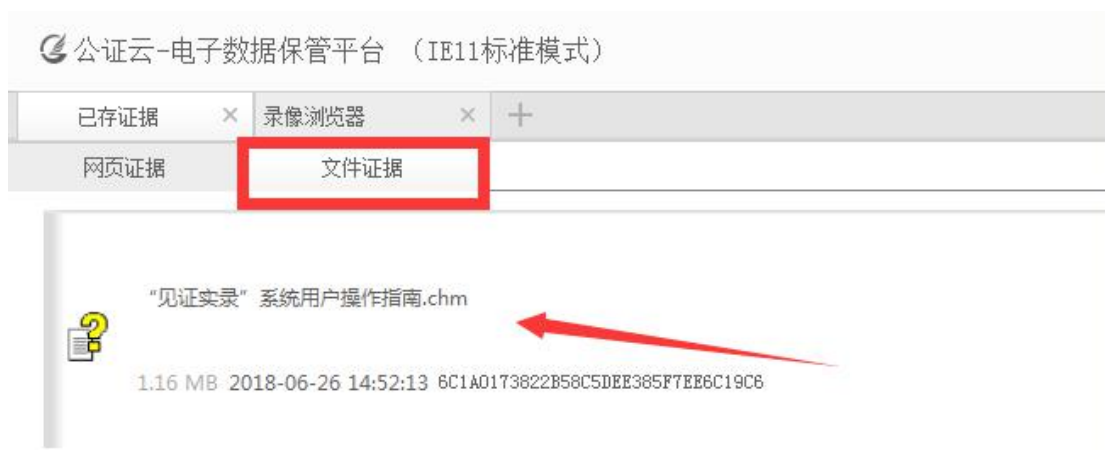 公证云-电子数据保管平台 （IE11标准模式）
已存证据 × 录像浏览器 × +
网页证据 文件证据
“见证实录”系统用户操作指南.chm
1.16 MB 2018-06-26 14:52:13 6C1A0173822B58C5DEE385F7EE6C19C6